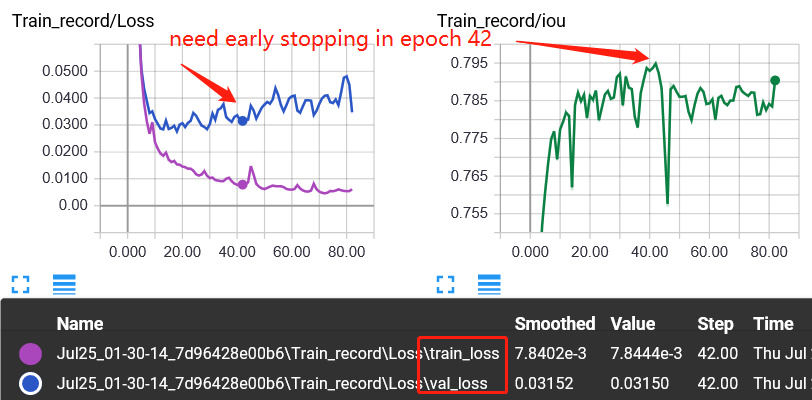 Train_record/Loss
Train_record/iou
need early stopping in epoch 42
0.0500
0.0400
0.0300
0.0200
0.0100
0.00
0.000 20.00 40.00 60.00 80.00
0.795
0.785
0.775
0.765
0.755
0.000 20.00 40.00 60.00 80.00
Name Smoothed Value Step Time
Jul25_01-30-14_7d96428e00b6\Train_record\Loss\train_loss 7.8402e-3 7.8444e-3 42.00 Thu Jul
Jul25_01-30-14_7d96428e00b6\Train_record\Loss\val_loss 0.03152 0.03150 42.00 Thu Jul